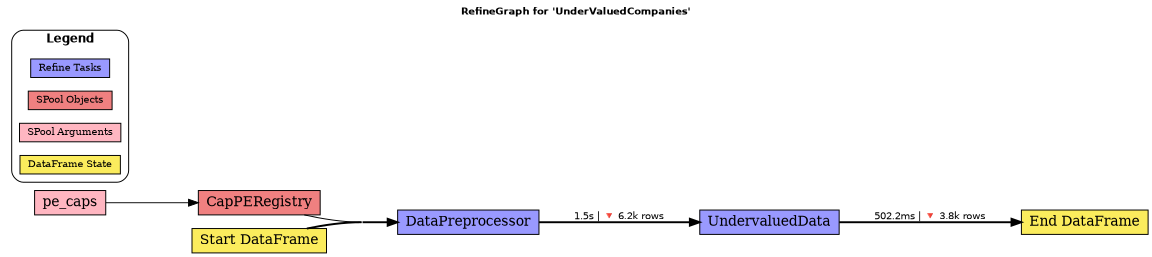 RefineGraph for 'UnderValuedCompanies'
Legend
Refine Tasks
SPool Objects
SPool Arguments
DataFrame State
pe_caps
CapPERegistry
Start DataFrame
DataPreprocessor
1.5s | 🔻 6.2k rows
UndervaluedData
502.2ms | 🔻 3.8k rows
End DataFrame